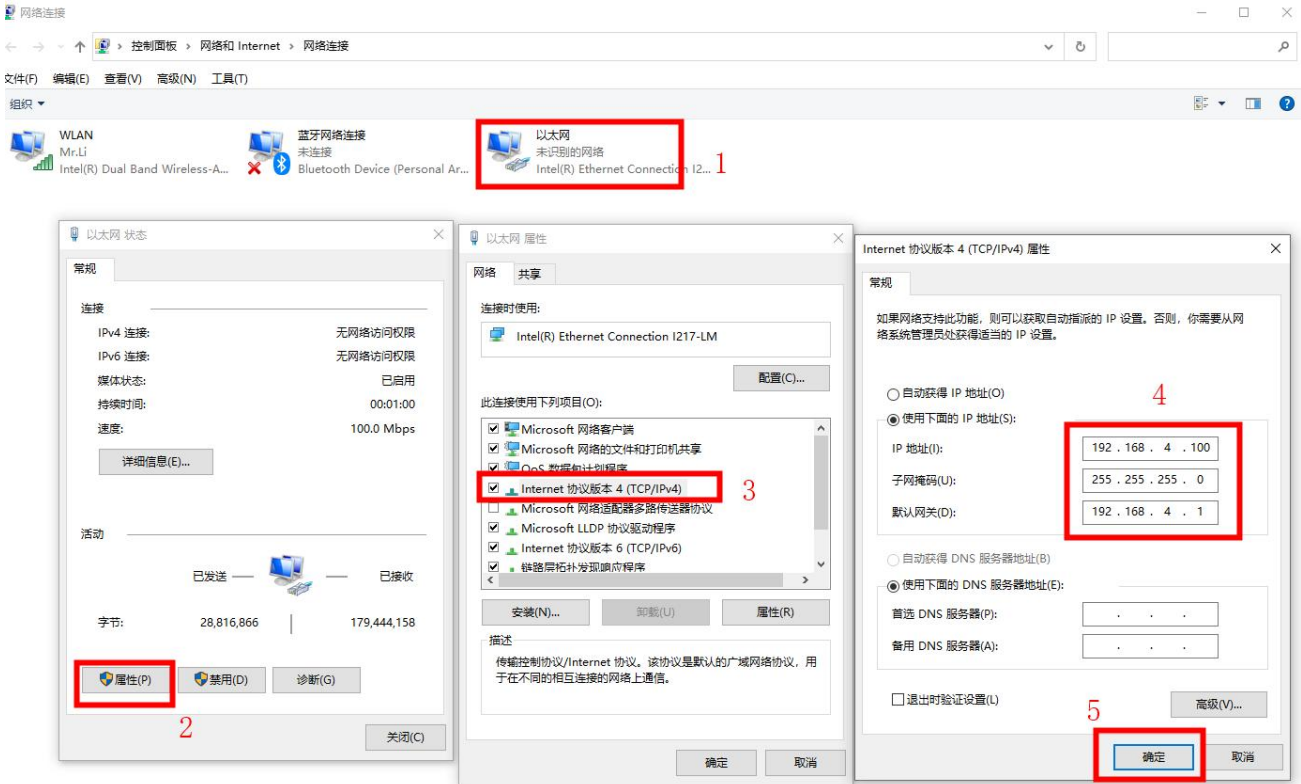 网络连接
控制面板 › 网络和 Internet › 网络连接
文件(F) 编辑(E) 查看(V) 高级(N) 工具(T)
组织
WLAN
Mr.Li
Intel(R) Dual Band Wireless-A...
蓝牙网络连接
未连接
Bluetooth Device (Personal Ar...
以太网
未识别的网络
Intel(R) Ethernet Connection I2...
1
以太网 状态
常规
连接
IPv4 连接: 无网络访问权限
IPv6 连接: 无网络访问权限
媒体状态: 已启用
持续时间: 00:01:00
速度: 100.0 Mbps
详细信息(E)...
活动
已发送 — — 已接收
字节: 28,816,866 179,444,158
属性(P) 禁用(D) 诊断(G)
2
关闭(C)
以太网 属性
网络 共享
连接时使用:
Intel(R) Ethernet Connection I217-LM
配置(C)...
此连接使用下列项目(O):
Microsoft 网络客户端
Microsoft 网络的文件和打印机共享
QoS 数据包计划程序
Internet 协议版本 4 (TCP/IPv4)
3
Microsoft 网络适配器多路传送器协议
Microsoft LLDP 协议驱动程序
Internet 协议版本 6 (TCP/IPv6)
链路层拓扑发现响应程序
安装(N)... 卸载(U) 属性(R)
描述
传输控制协议/Internet 协议。该协议是默认的广域网络协议，用
于在不同的相互连接的网络上通信。
确定 取消
Internet 协议版本 4 (TCP/IPv4) 属性
常规
如果网络支持此功能，则可以获取自动指派的 IP 设置。否则，你需要从网
络系统管理员处获得适当的 IP 设置。
自动获得 IP 地址(O)
4
使用下面的 IP 地址(S):
IP 地址(I): 192 . 168 . 4 . 100
子网掩码(U): 255 . 255 . 255 . 0
默认网关(D): 192 . 168 . 4 . 1
自动获得 DNS 服务器地址(B)
使用下面的 DNS 服务器地址(E):
首选 DNS 服务器(P): . . .
备用 DNS 服务器(A): . . .
退出时验证设置(L)
高级(V)...
5
确定 取消